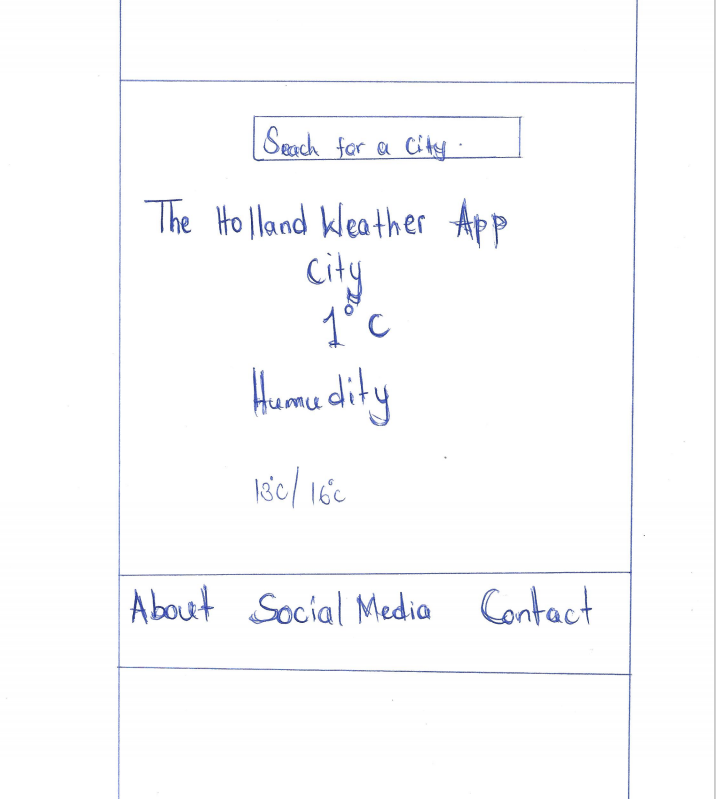 Seach for a City.
The Holland Weather App
City
1°C
Humudity
13°C/ 16°C
About Social Media Contact